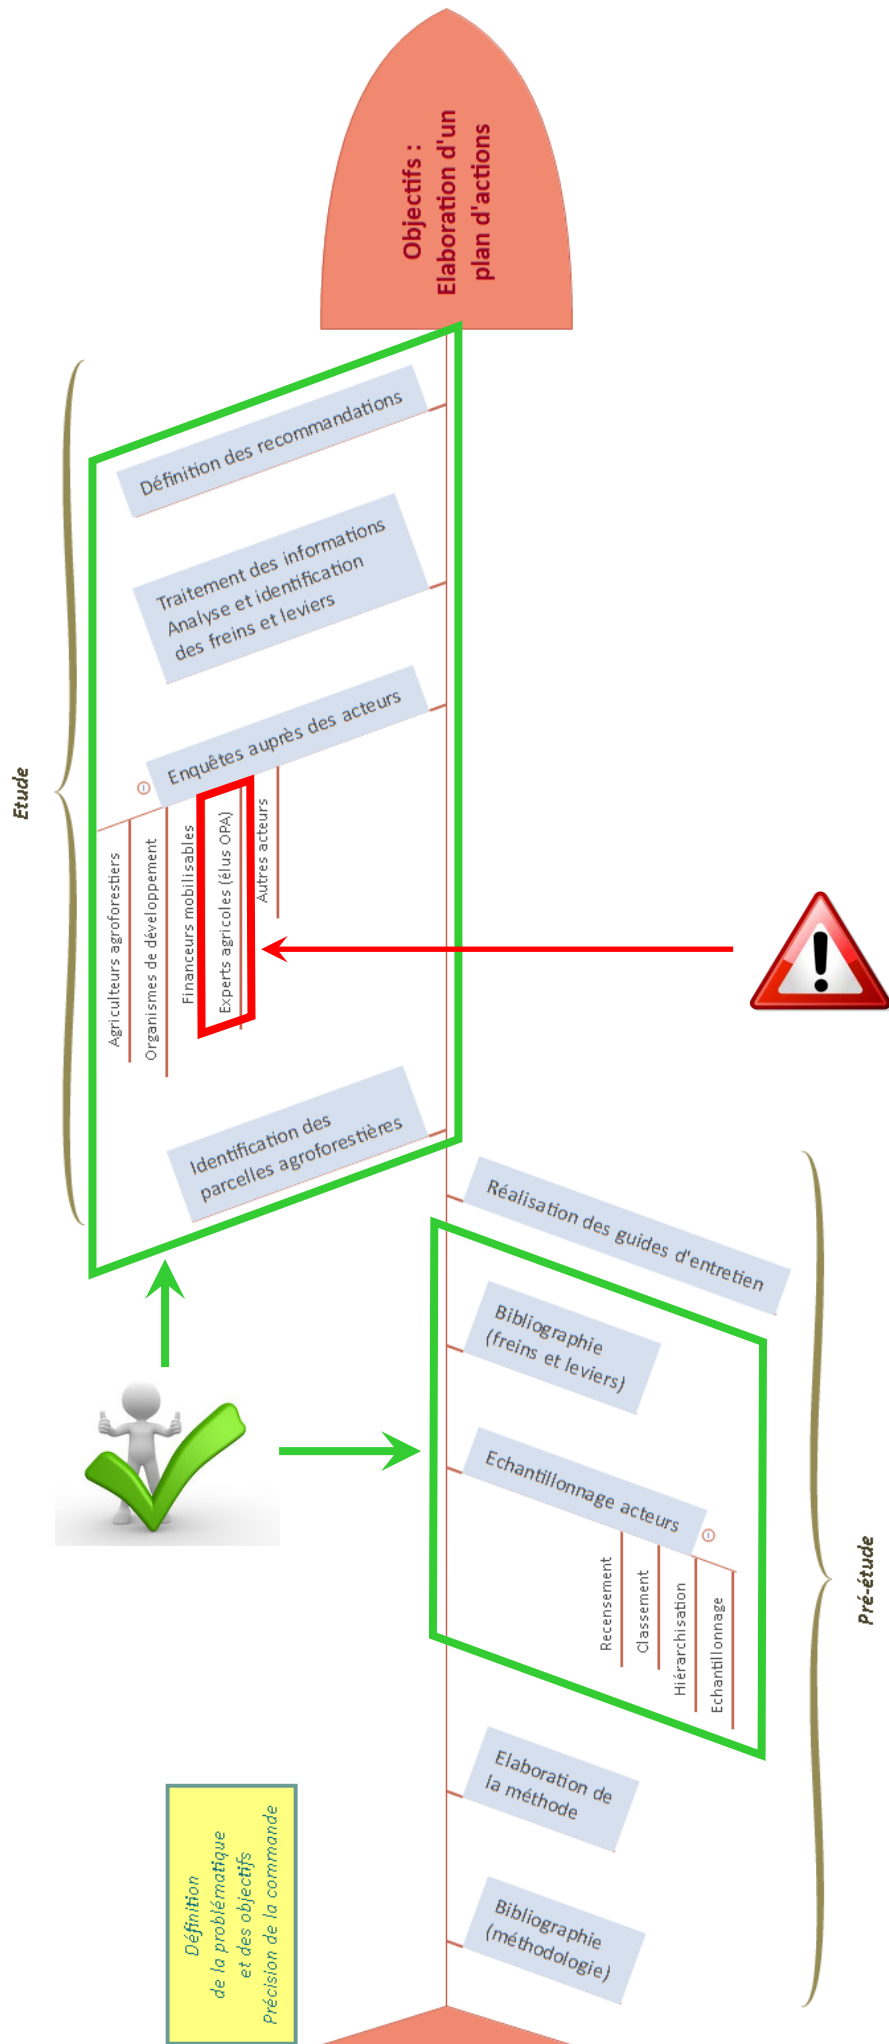 Objectifs :
Elaboration d'un
plan d'actions
Etude
Définition des recommandations
Traitement des informations
Analyse et identification
des freins et leviers
Enquêtes auprès des acteurs
Agriculteurs agroforestiers
Organismes de développement
Financeurs mobilisables
Experts agricoles (élus OPA)
Autres acteurs
Identification des
parcelles agroforestières
Réalisation des guides d'entretien
Bibliographie
(freins et leviers)
Echantillonnage acteurs
Recensement
Classement
Hiérarchisation
Echantillonnage
Pré-étude
Elaboration de
la méthode
Bibliographie
(méthodologie)
Définition
de la problématique
et des objectifs
Précision de la commande